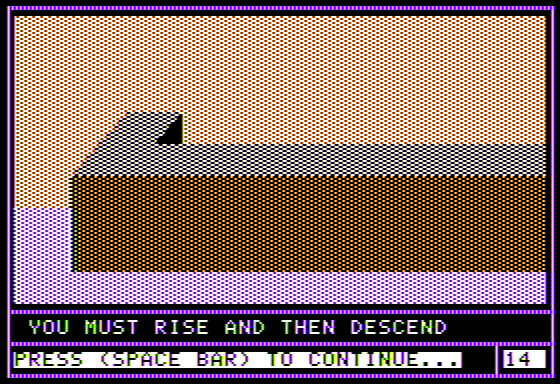 YOU MUST RISE AND THEN DESCEND
PRESS (SPACE BAR) TO CONTINUE... 14